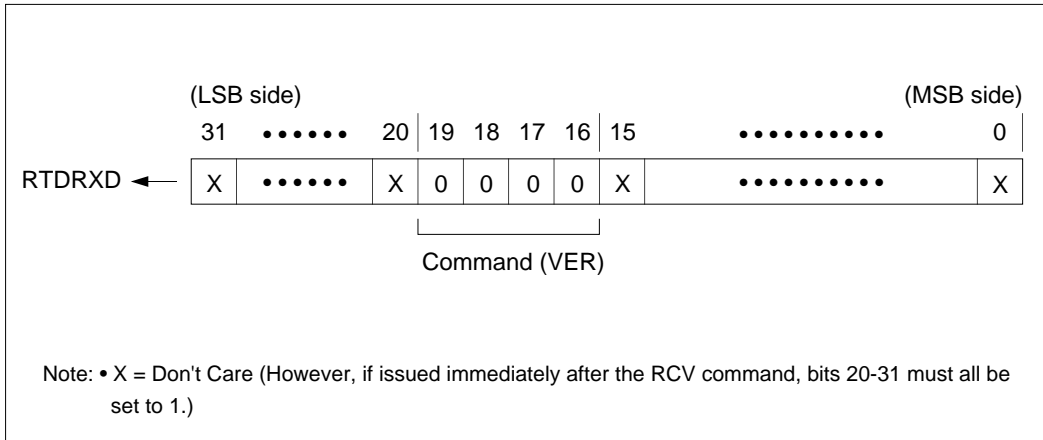 (LSB side) (MSB side)
31 •••••• 20 19 18 17 16 15 •••••••••• 0
RTDRXD X •••••• X 0 0 0 0 X •••••••••• X
Command (VER)
Note: • X = Don't Care (However, if issued immediately after the RCV command, bits 20-31 must all be
set to 1.)